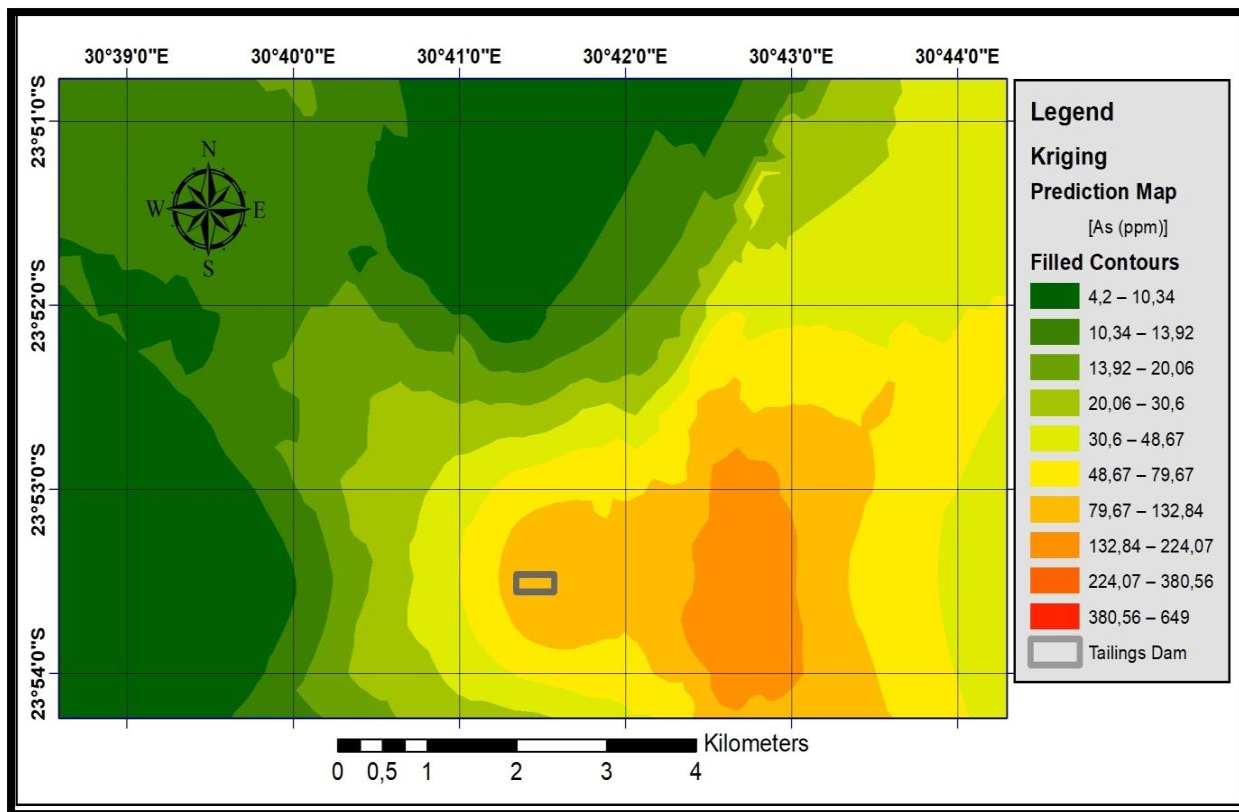 30°39'0"E 30°40'0"E 30°41'0"E 30°42'0"E 30°43'0"E 30°44'0"E
23°51'0"S
23°52'0"S
23°53'0"S
23°54'0"S
N
W E
S
Legend
Kriging
Prediction Map
[As (ppm)]
Filled Contours
4,2 – 10,34
10,34 – 13,92
13,92 – 20,06
20,06 – 30,6
30,6 – 48,67
48,67 – 79,67
79,67 – 132,84
132,84 – 224,07
224,07 – 380,56
380,56 – 649
Tailings Dam
Kilometers
0 0,5 1 2 3 4